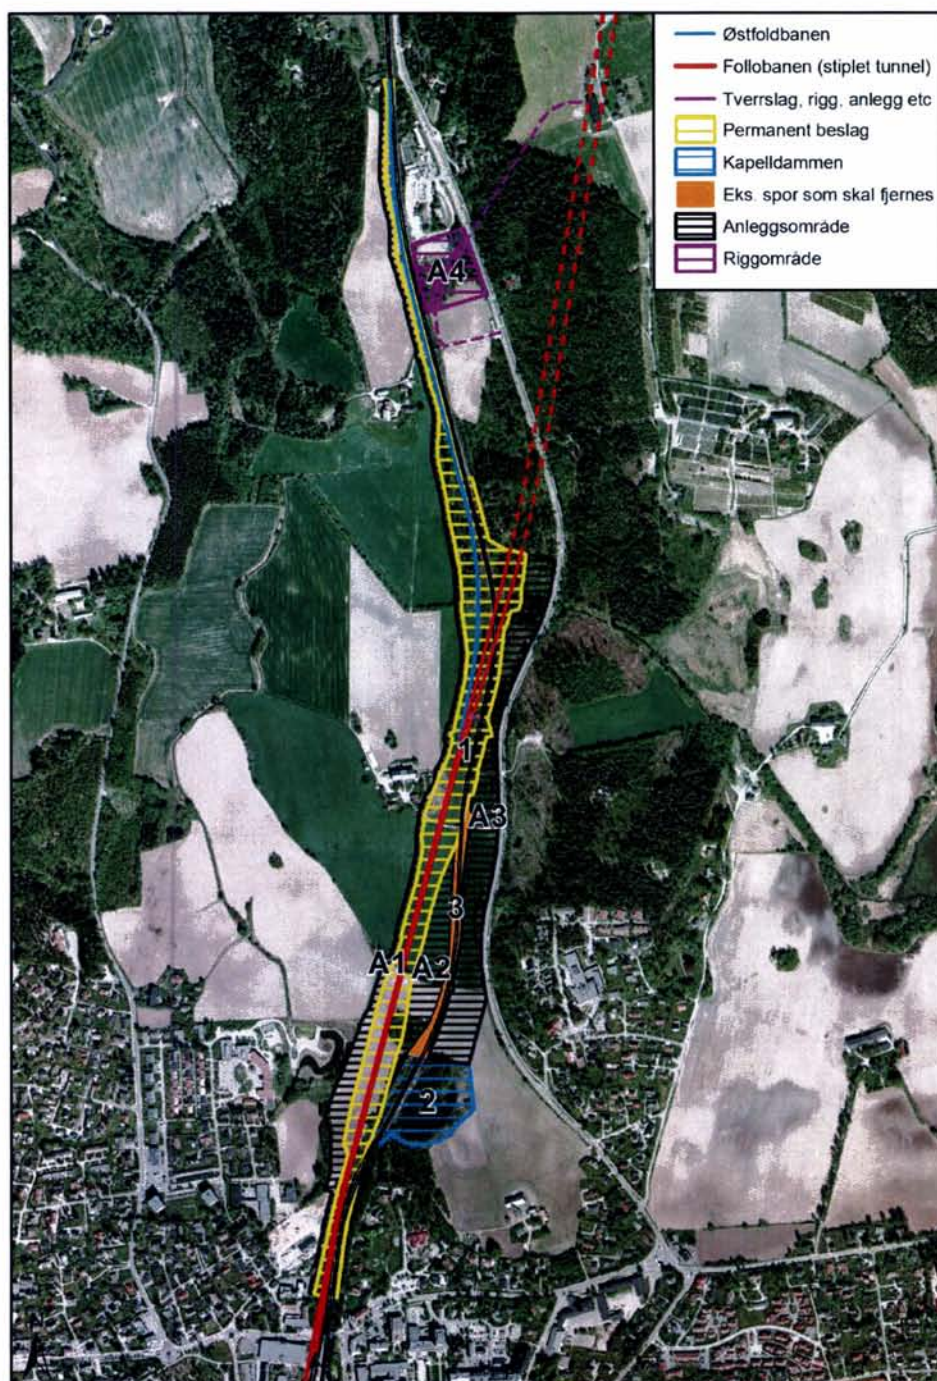 Østfoldbanen
Follobanen (stiplet tunnel)
Tverrslag, rigg, anlegg etc
Permanent beslag
Kapelldammen
Eks. spor som skal fjernes
Anleggsområde
Riggområde
A4
1
A3
3
A1 A2
2